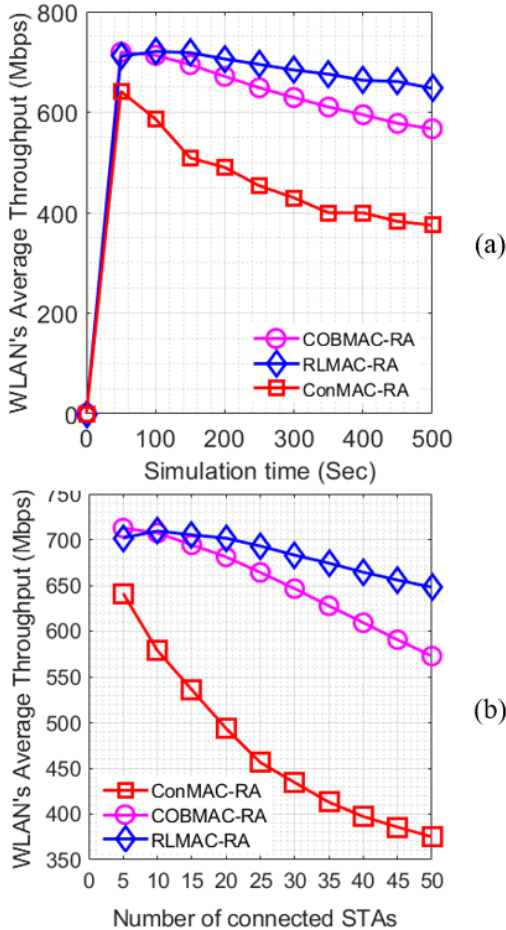 WLAN's Average Throughput (Mbps)
800
600
400
200
0
0 100 200 300 400 500
Simulation time (Sec)
COBMAC-RA
RLMAC-RA
ConMAC-RA
(a)
WLAN's Average Throughput (Mbps)
750
700
650
600
550
500
450
400
350
0 5 10 15 20 25 30 35 40 45 50
Number of connected STAs
ConMAC-RA
COBMAC-RA
RLMAC-RA
(b)